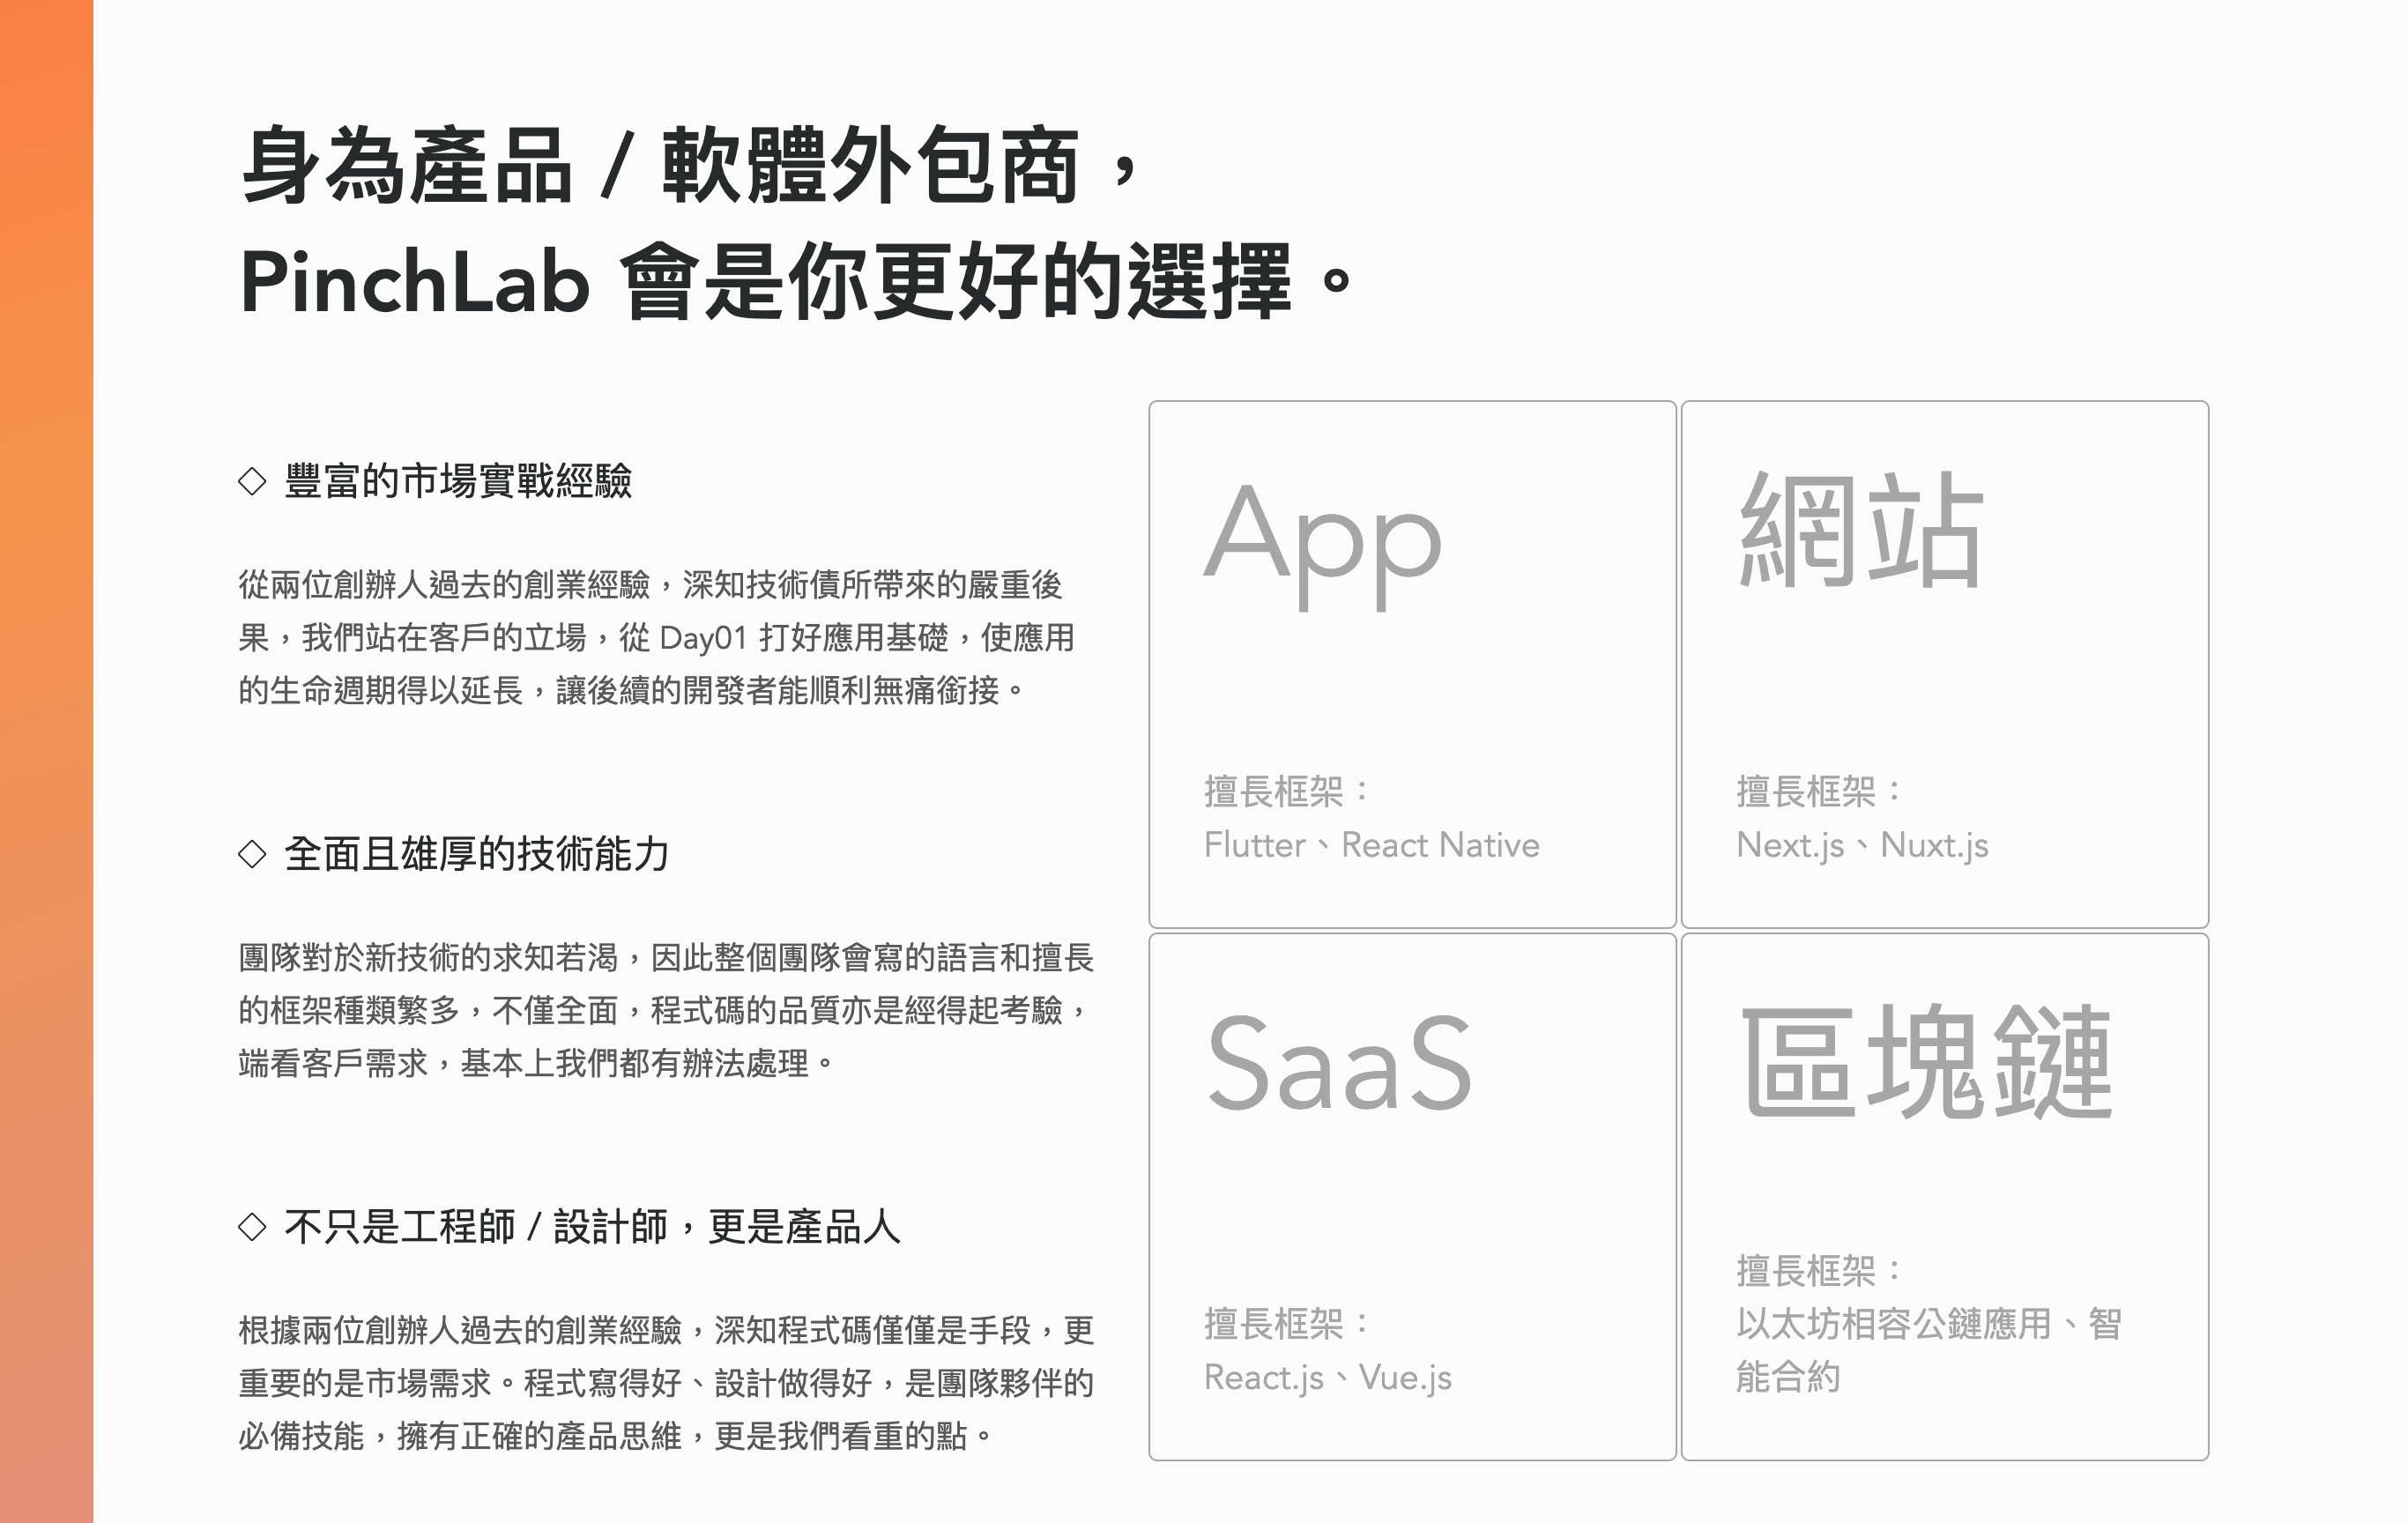 身為產品 / 軟體外包商，
PinchLab 會是你更好的選擇。
◇ 豐富的市場實戰經驗
從兩位創辦人過去的創業經驗，深知技術債所帶來的嚴重後
果，我們站在客戶的立場，從 Day01 打好應用基礎，使應用
的生命週期得以延長，讓後續的開發者能順利無痛銜接。
◇ 全面且雄厚的技術能力
團隊對於新技術的求知若渴，因此整個團隊會寫的語言和擅長
的框架種類繁多，不僅全面，程式碼的品質亦是經得起考驗，
端看客戶需求，基本上我們都有辦法處理。
◇ 不只是工程師 / 設計師，更是產品人
根據兩位創辦人過去的創業經驗，深知程式碼僅僅是手段，更
重要的是市場需求。程式寫得好、設計做得好，是團隊夥伴的
必備技能，擁有正確的產品思維，更是我們看重的點。
App
擅長框架：
Flutter、React Native
網站
擅長框架：
Next.js、Nuxt.js
SaaS
擅長框架：
React.js、Vue.js
區塊鏈
擅長框架：
以太坊相容公鏈應用、智
能合約